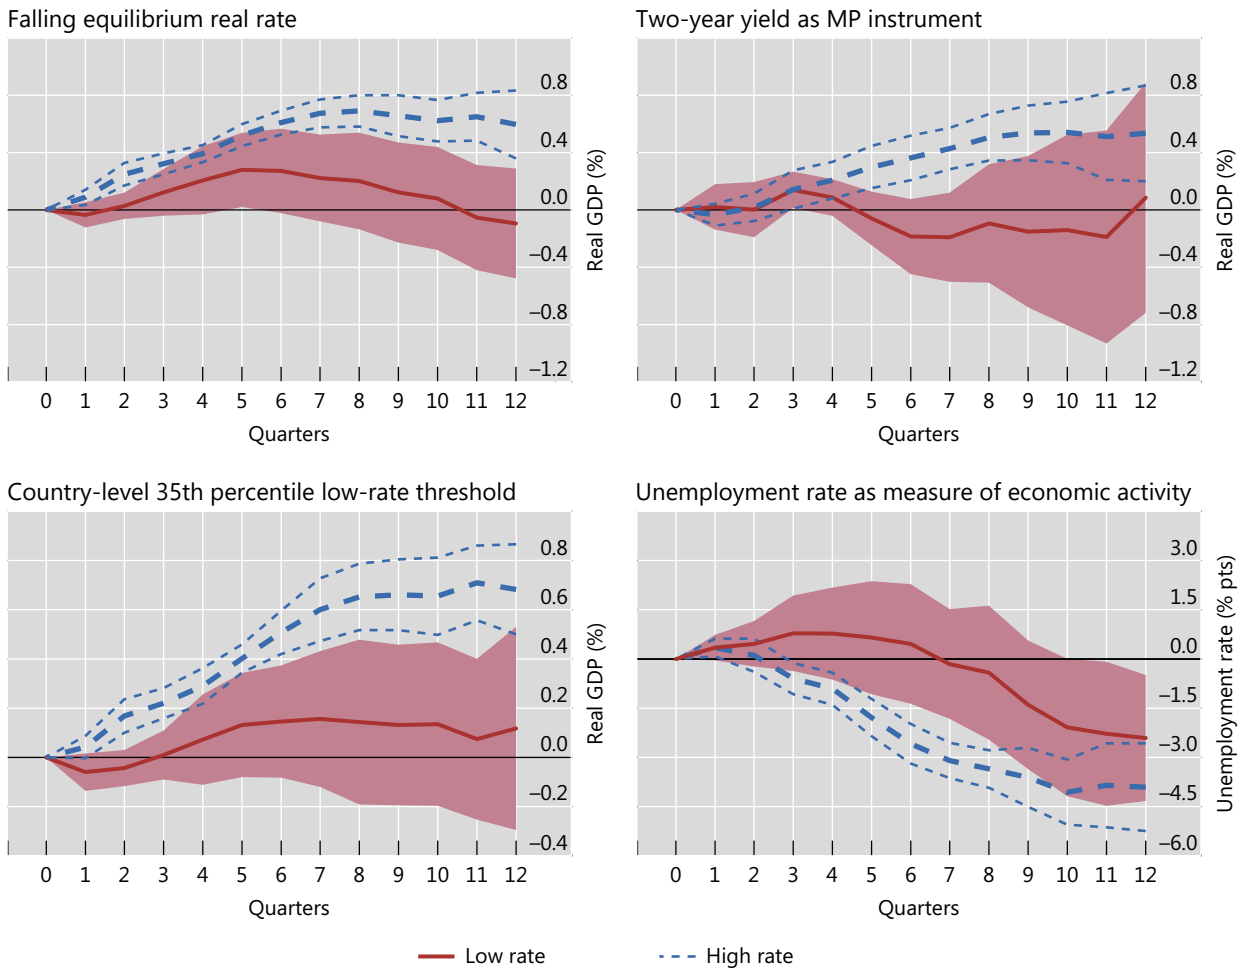 Falling equilibrium real rate
0.8
0.4
0.0
–0.4
–0.8
–1.2
Real GDP (%)
0 1 2 3 4 5 6 7 8 9 10 11 12
Quarters
Two-year yield as MP instrument
0.8
0.4
0.0
–0.4
–0.8
–1.2
Real GDP (%)
0 1 2 3 4 5 6 7 8 9 10 11 12
Quarters
Country-level 35th percentile low-rate threshold
0.8
0.6
0.4
0.2
0.0
–0.2
–0.4
Real GDP (%)
0 1 2 3 4 5 6 7 8 9 10 11 12
Quarters
Unemployment rate as measure of economic activity
3.0
1.5
0.0
–1.5
–3.0
–4.5
–6.0
Unemployment rate (% pts)
0 1 2 3 4 5 6 7 8 9 10 11 12
Quarters
Low rate
High rate